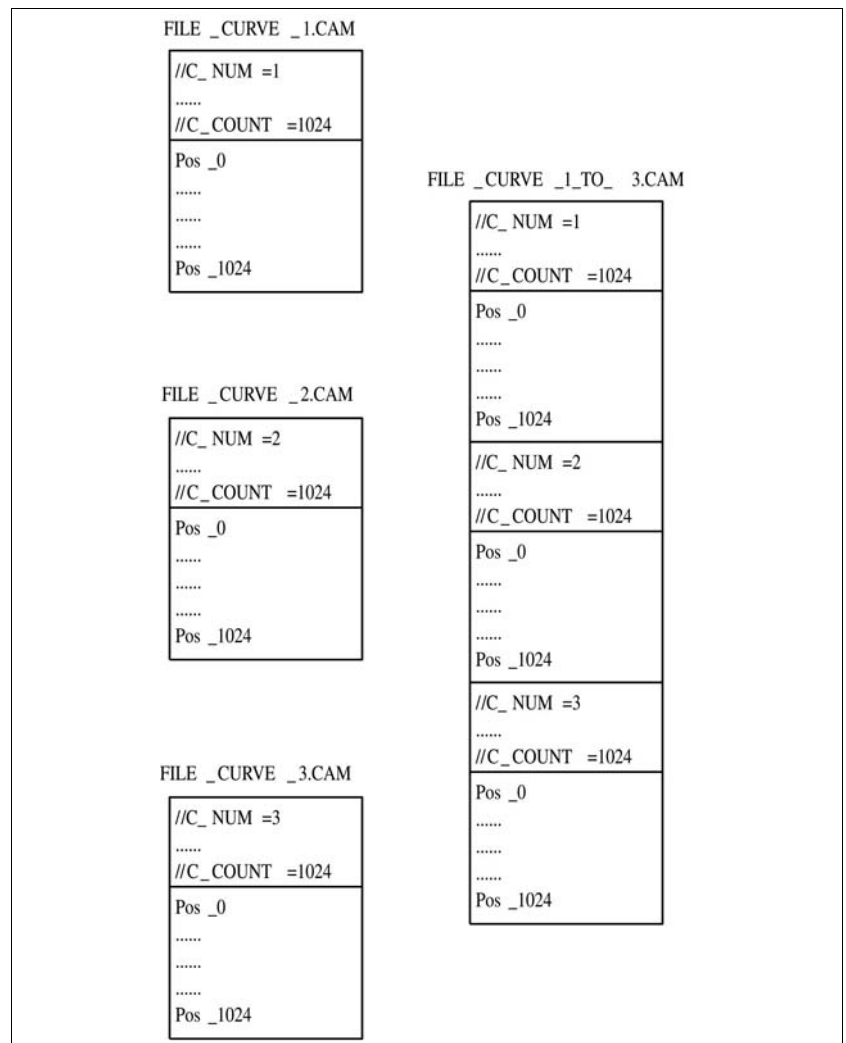 FILE _CURVE _1.CAM
//C_ NUM =1
......
//C_COUNT =1024
Pos _0
......
......
......
Pos _1024
FILE _CURVE _2.CAM
//C_ NUM =2
......
//C_COUNT =1024
Pos _0
......
......
......
Pos _1024
FILE _CURVE _3.CAM
//C_ NUM =3
......
//C_COUNT =1024
Pos _0
......
......
......
Pos _1024
FILE _CURVE _1_TO_ 3.CAM
//C_ NUM =1
......
//C_COUNT =1024
Pos _0
......
......
......
Pos _1024
//C_ NUM =2
......
//C_COUNT =1024
Pos _0
......
......
......
Pos _1024
//C_ NUM =3
......
//C_COUNT =1024
Pos _0
......
......
......
Pos _1024